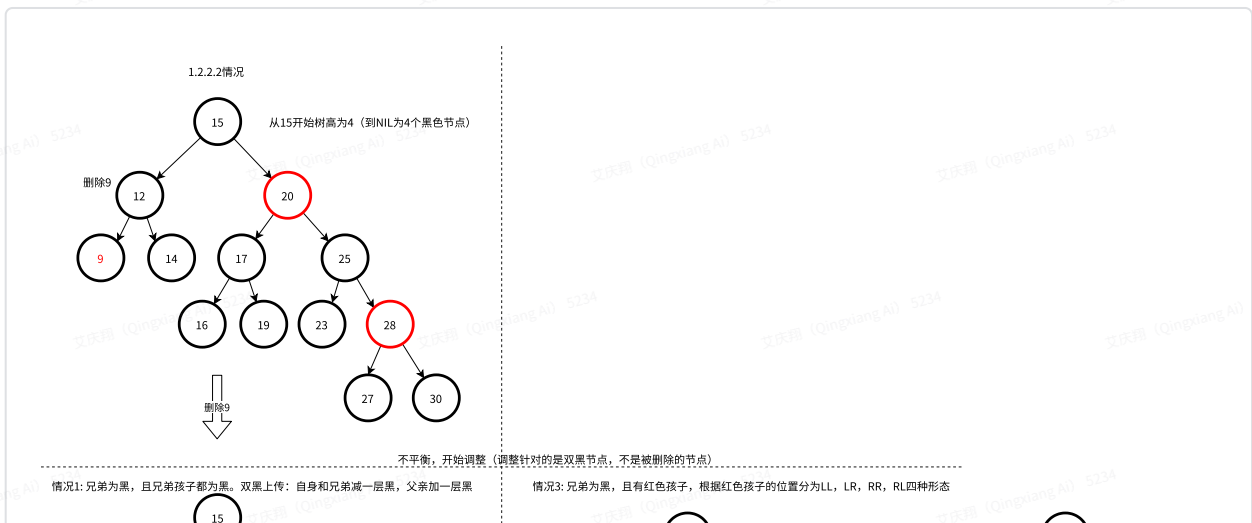 1.2.2.2情况
15
从15开始树高为4（到NIL为4个黑色节点）
删除9
12
20
9
14
17
25
16
19
23
28
27
30
删除9
不平衡，开始调整（调整针对的是双黑节点，不是被删除的节点）
情况1: 兄弟为黑，且兄弟孩子都为黑。双黑上传：自身和兄弟减一层黑，父亲加一层黑
情况3: 兄弟为黑，且有红色孩子，根据红色孩子的位置分为LL，LR，RR，RL四种形态
15
艾庆翔（Qingxiang Ai） 5234